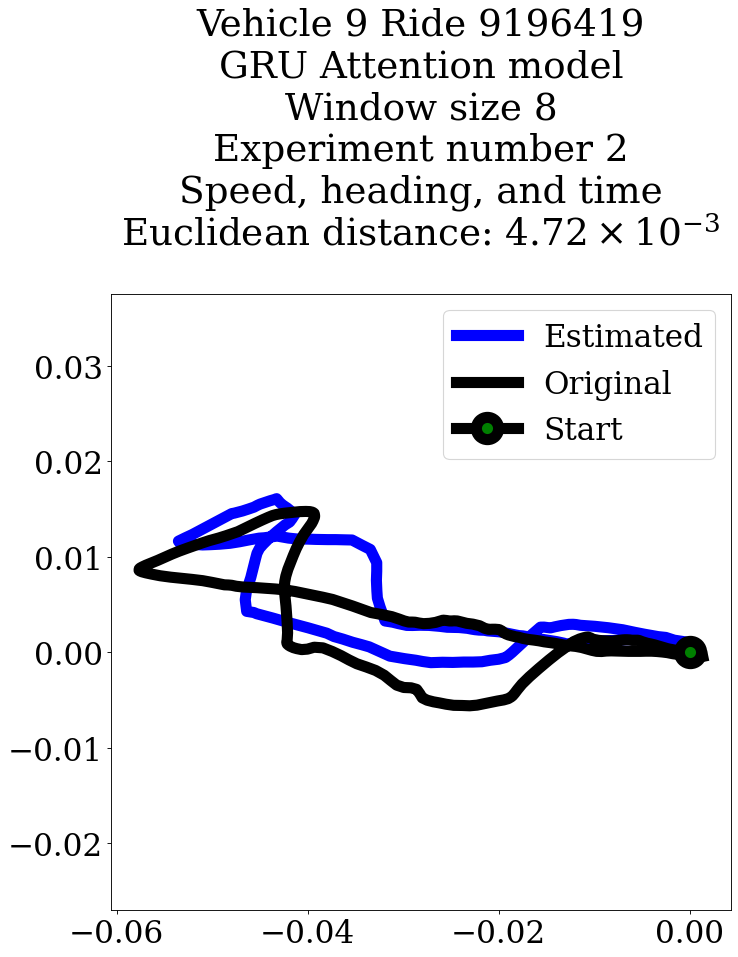 Vehicle 9 Ride 9196419
GRU Attention model
Window size 8
Experiment number 2
Speed, heading, and time
Euclidean distance: 4.72 × 10⁻³
Estimated
Original
Start
0.03
0.02
0.01
0.00
−0.01
−0.02
−0.06
−0.04
−0.02
0.00